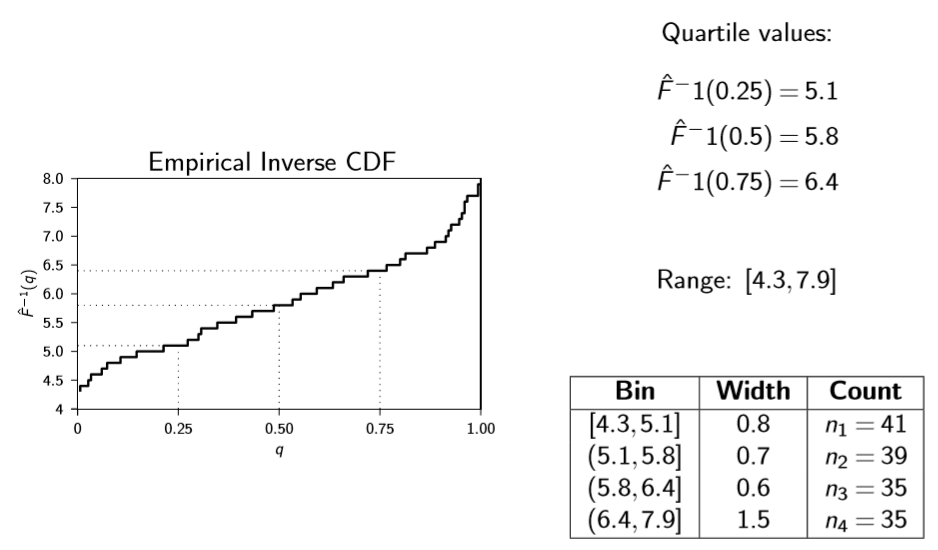 Quartile values:
F̂⁻1(0.25) = 5.1
F̂⁻1(0.5) = 5.8
F̂⁻1(0.75) = 6.4
Range: [4.3, 7.9]
Empirical Inverse CDF
8.0
7.5
7.0
6.5
6.0
5.5
5.0
4.5
4
F̂⁻¹(q)
0 0.25 0.50 0.75 1.00
q
Bin Width Count
[4.3, 5.1] 0.8 n₁ = 41
(5.1, 5.8] 0.7 n₂ = 39
(5.8, 6.4] 0.6 n₃ = 35
(6.4, 7.9] 1.5 n₄ = 35